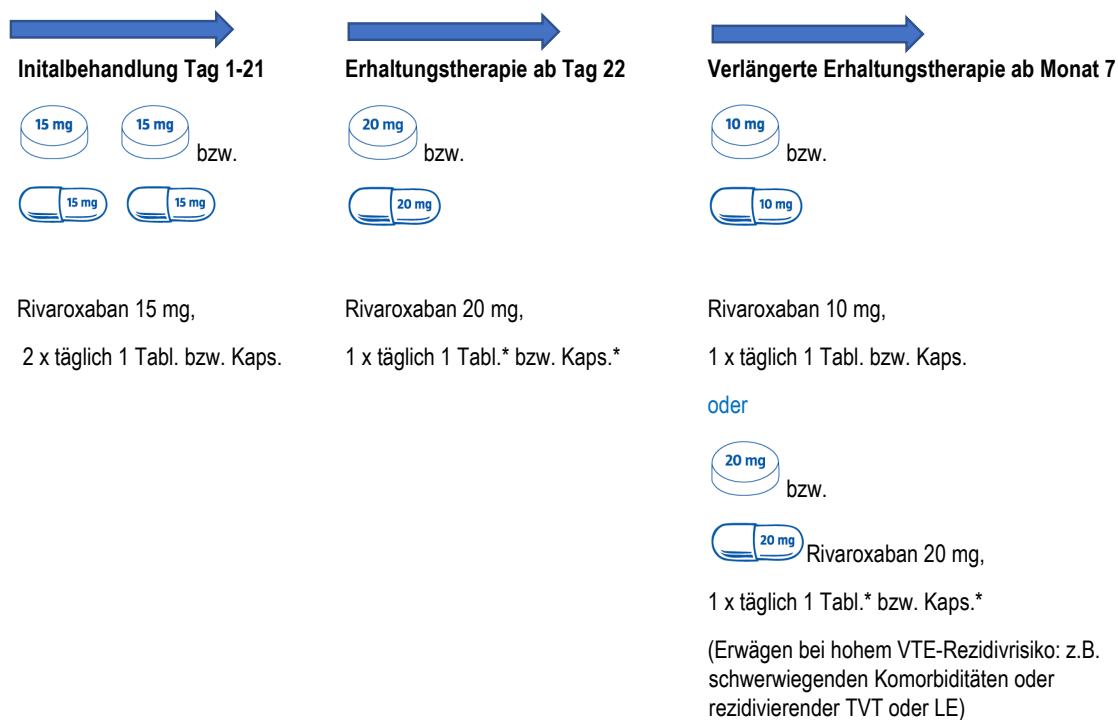 Initalbehandlung Tag 1-21
15 mg 15 mg bzw.
15 mg 15 mg
Rivaroxaban 15 mg,
2 x täglich 1 Tabl. bzw. Kaps.
Erhaltungstherapie ab Tag 22
20 mg bzw.
20 mg
Rivaroxaban 20 mg,
1 x täglich 1 Tabl.* bzw. Kaps.*
Verlängerte Erhaltungstherapie ab Monat 7
10 mg bzw.
10 mg
Rivaroxaban 10 mg,
1 x täglich 1 Tabl. bzw. Kaps.
oder
20 mg bzw.
20 mg Rivaroxaban 20 mg,
1 x täglich 1 Tabl.* bzw. Kaps.*
(Erwägen bei hohem VTE-Rezidivrisiko: z.B.
schwerwiegenden Komorbiditäten oder
rezidivierender TVT oder LE)